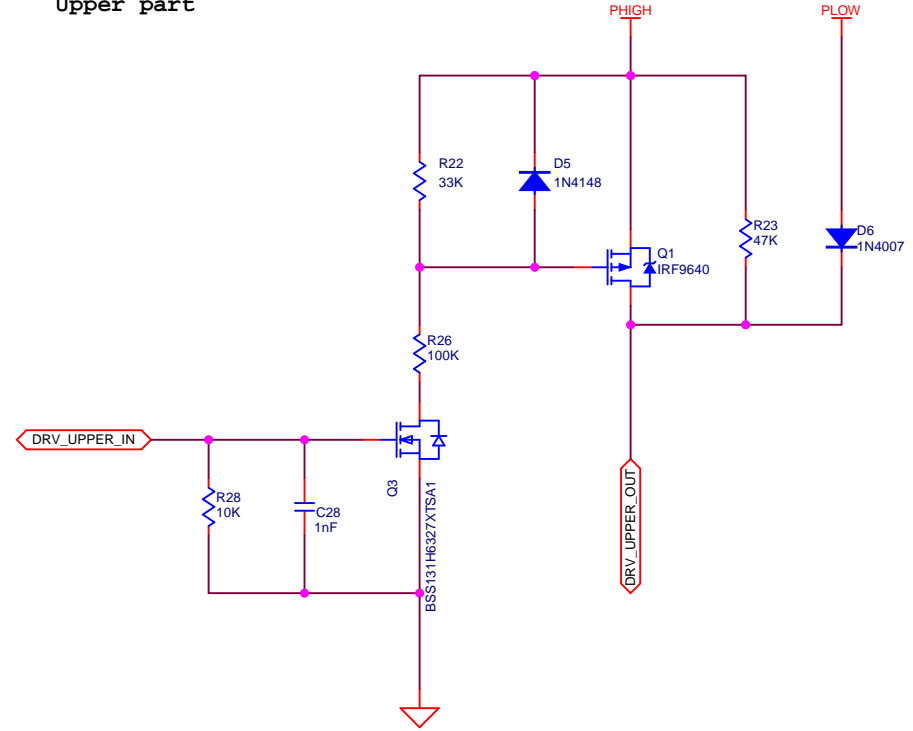 Upper part
PHIGH
PLOW
R22
33K
D5
1N4148
R23
47K
D6
1N4007
Q1
IRF9640
R26
100K
DRV_UPPER_IN
R28
10K
C28
1nF
Q3
BSS131H6327XTSA1
DRV_UPPER_OUT